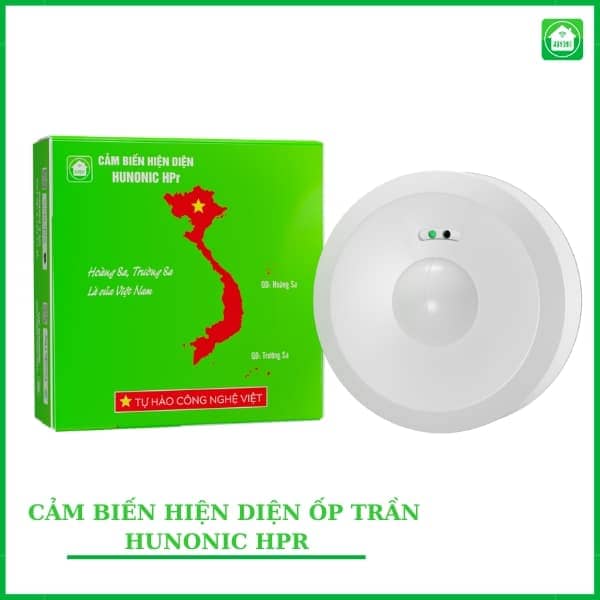 HUNONIC
CẢM BIẾN HIỆN DIỆN
HUNONIC HPr
Hoàng Sa, Trường Sa
Là của Việt Nam
QĐ. Hoàng Sa
QĐ. Trường Sa
TỰ HÀO CÔNG NGHỆ VIỆT
CẢM BIẾN HIỆN DIỆN ỐP TRẦN
HUNONIC HPR